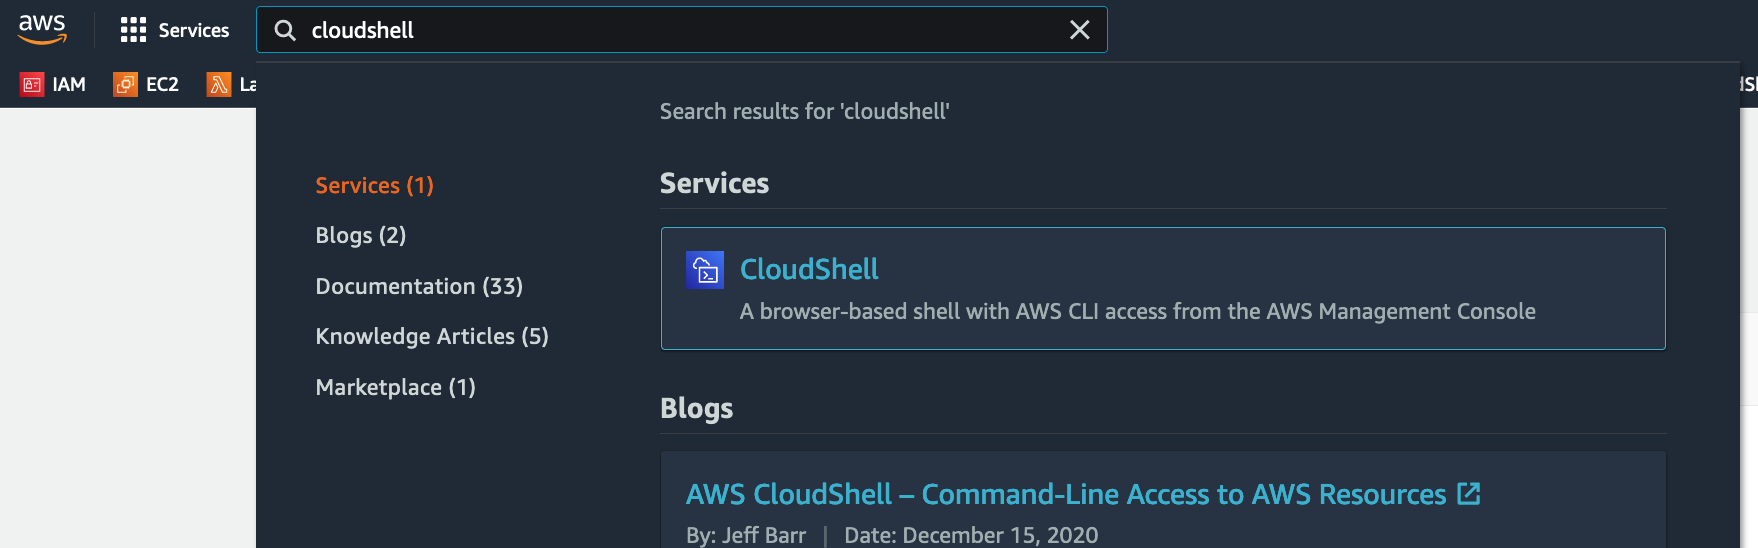 aws
Services
cloudshell
IAM
EC2
La
Search results for 'cloudshell'
Services (1)
Blogs (2)
Documentation (33)
Knowledge Articles (5)
Marketplace (1)
Services
CloudShell
A browser-based shell with AWS CLI access from the AWS Management Console
Blogs
AWS CloudShell – Command-Line Access to AWS Resources
By: Jeff Barr | Date: December 15, 2020